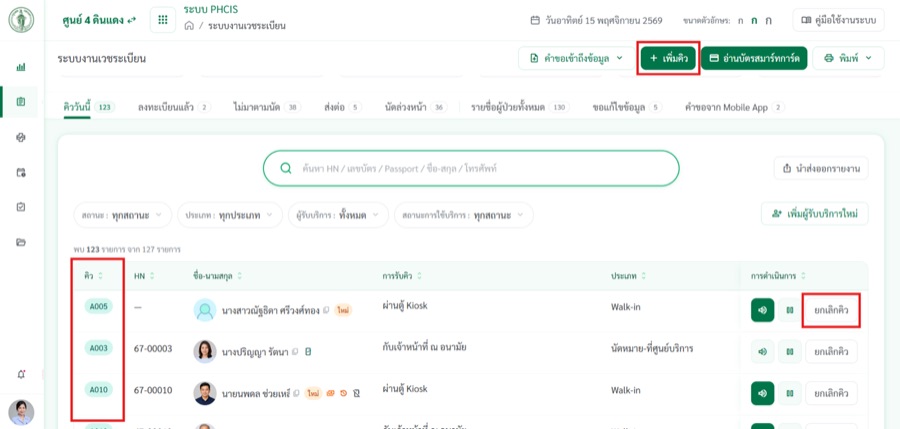 ศูนย์ 4 ดินแดง
ระบบ PHCIS
ระบบงานเวชระเบียน
วันอาทิตย์ 15 พฤศจิกายน 2569
ขนาดตัวอักษร: ก ก ก
คู่มือใช้งานระบบ
ระบบงานเวชระเบียน
คำขอเข้าถึงข้อมูล
+ เพิ่มคิว
อ่านบัตรสมาร์ทการ์ด
พิมพ์
คิววันนี้ 123
ลงทะเบียนแล้ว 2
ไม่มาตามนัด 38
ส่งต่อ 5
นัดล่วงหน้า 36
รายชื่อผู้ป่วยทั้งหมด 130
ขอแก้ไขข้อมูล 5
คำขอจาก Mobile App 2
ค้นหา HN / เลขบัตร / Passport / ชื่อ-สกุล / โทรศัพท์
นำส่งออกรายงาน
สถานะ : ทุกสถานะ
ประเภท : ทุกประเภท
ผู้รับบริการ : ทั้งหมด
สถานะการใช้บริการ : ทุกสถานะ
เพิ่มผู้รับบริการใหม่
พบ 123 รายการ จาก 127 รายการ
คิว HN ชื่อ-นามสกุล การรับคิว ประเภท การดำเนินการ
A005 — นางสาวณัฐธิดา ศรีวงศ์ทอง ใหม่ ผ่านตู้ Kiosk Walk-in ยกเลิกคิว
A003 67-00003 นางปริญญา รัตนา กับเจ้าหน้าที่ ณ อนามัย นัดหมาย-ที่ศูนย์บริการ ยกเลิกคิว
A010 67-00010 นายนพดล ช่วยเหร์ ใหม่ ผ่านตู้ Kiosk Walk-in ยกเลิกคิว